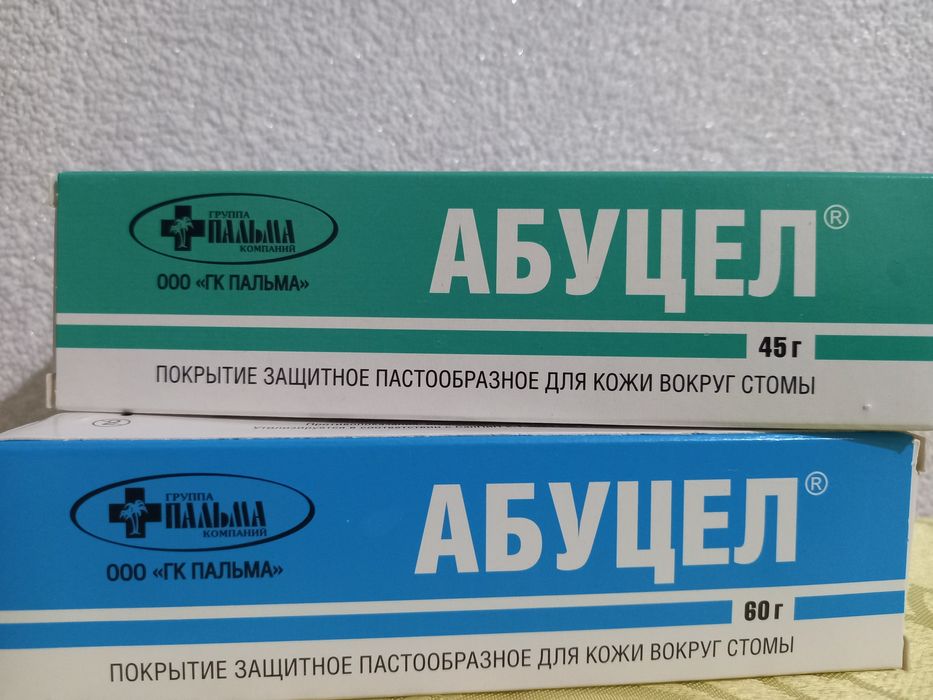 ГРУППА
ПАЛЬМА
КОМПАНИЙ
ООО «ГК ПАЛЬМА»
АБУЦЕЛ®
45 г
ПОКРЫТИЕ ЗАЩИТНОЕ ПАСТООБРАЗНОЕ ДЛЯ КОЖИ ВОКРУГ СТОМЫ
ГРУППА
ПАЛЬМА
КОМПАНИЙ
ООО «ГК ПАЛЬМА»
АБУЦЕЛ®
60 г
ПОКРЫТИЕ ЗАЩИТНОЕ ПАСТООБРАЗНОЕ ДЛЯ КОЖИ ВОКРУГ СТОМЫ